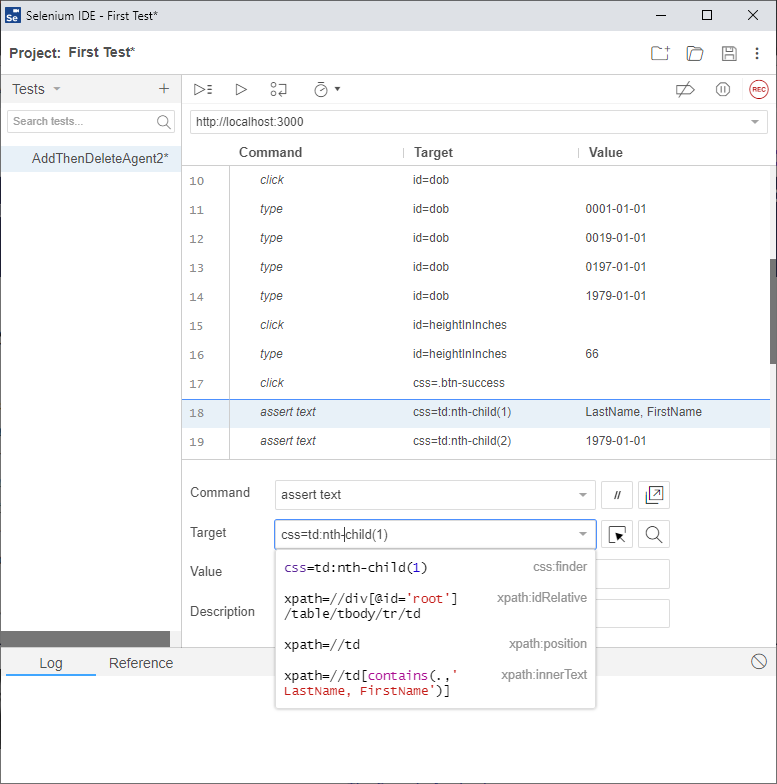 Selenium IDE - First Test*
Project: First Test*
Tests
REC
Search tests...
http://localhost:3000
Command Target Value
AddThenDeleteAgent2*
10 click id=dob
11 type id=dob 0001-01-01
12 type id=dob 0019-01-01
13 type id=dob 0197-01-01
14 type id=dob 1979-01-01
15 click id=heightInInches
16 type id=heightInInches 66
17 click css=.btn-success
18 assert text css=td:nth-child(1) LastName, FirstName
19 assert text css=td:nth-child(2) 1979-01-01
Command assert text //
Target css=td:nth-child(1)
Value
Description
css=td:nth-child(1) css:finder
xpath=//div[@id='root'] xpath:idRelative
/table/tbody/tr/td
xpath=//td xpath:position
xpath=//td[contains(.,' xpath:innerText
LastName, FirstName')]
Log Reference